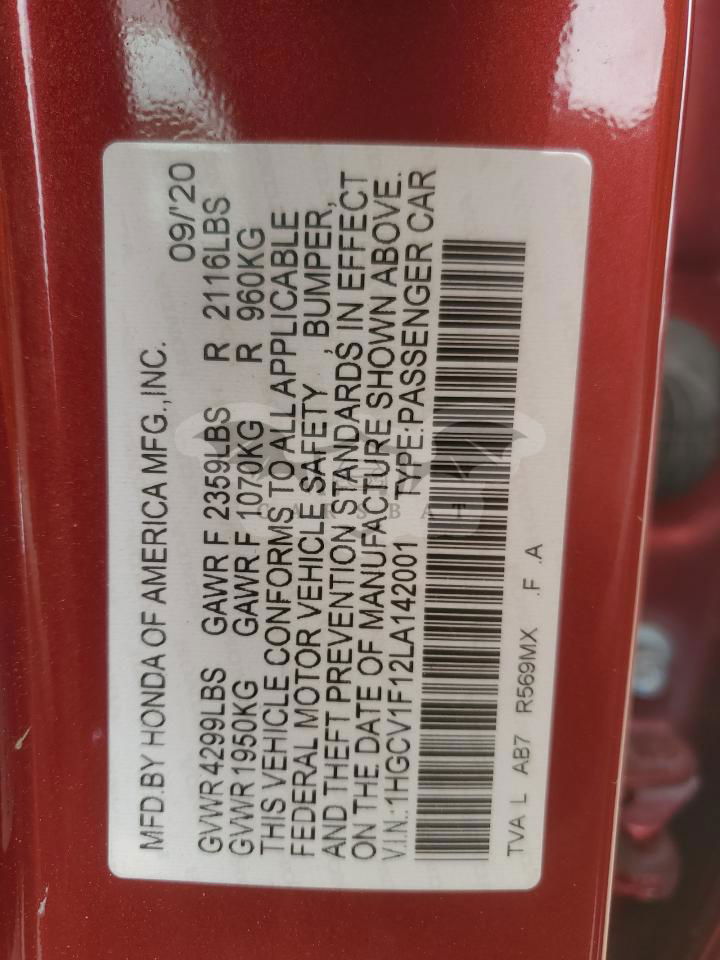 MFD.BY HONDA OF AMERICA MFG.,INC. 09/'20
GVWR 4299LBS GAWR F 2359LBS R 2116LBS
GVWR 1950KG GAWR F 1070KG R 960KG
THIS VEHICLE CONFORMS TO ALL APPLICABLE
FEDERAL MOTOR VEHICLE SAFETY , BUMPER,
AND THEFT PREVENTION STANDARDS IN EFFECT
ON THE DATE OF MANUFACTURE SHOWN ABOVE.
V.I.N.:1HGCV1F12LA142001 TYPE:PASSENGER CAR
TVA L AB7 R569MX .F .A
CARSBAT